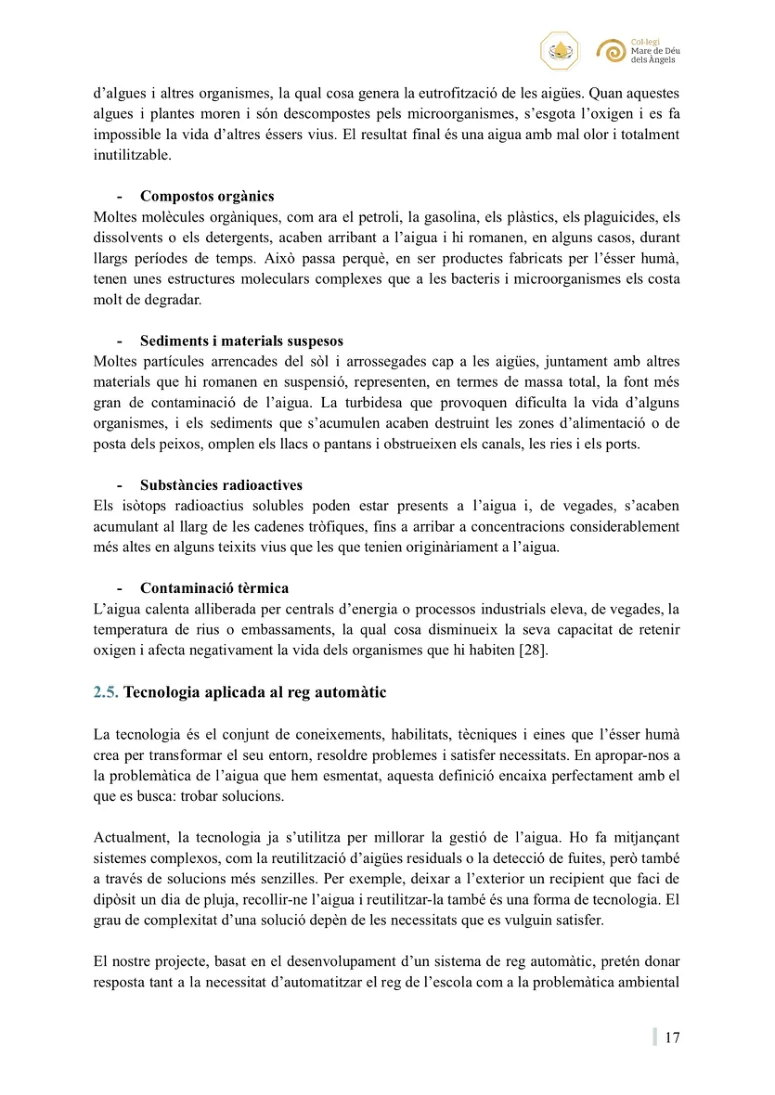 Col·legi
Mare de Déu
dels Àngels
d’algues i altres organismes, la qual cosa genera la eutrofització de les aigües. Quan aquestes
algues i plantes moren i són descompostes pels microorganismes, s’esgota l’oxigen i es fa
impossible la vida d’altres éssers vius. El resultat final és una aigua amb mal olor i totalment
inutilitzable.
- Compostos orgànics
Moltes molècules orgàniques, com ara el petroli, la gasolina, els plàstics, els plaguicides, els
dissolvents o els detergents, acaben arribant a l’aigua i hi romanen, en alguns casos, durant
llargs períodes de temps. Això passa perquè, en ser productes fabricats per l’ésser humà,
tenen unes estructures moleculars complexes que a les bacteris i microorganismes els costa
molt de degradar.
- Sediments i materials suspesos
Moltes partícules arrencades del sòl i arrossegades cap a les aigües, juntament amb altres
materials que hi romanen en suspensió, representen, en termes de massa total, la font més
gran de contaminació de l’aigua. La turbidesa que provoquen dificulta la vida d’alguns
organismes, i els sediments que s’acumulen acaben destruint les zones d’alimentació o de
posta dels peixos, omplen els llacs o pantans i obstrueixen els canals, les ries i els ports.
- Substàncies radioactives
Els isòtops radioactius solubles poden estar presents a l’aigua i, de vegades, s’acaben
acumulant al llarg de les cadenes tròfiques, fins a arribar a concentracions considerablement
més altes en alguns teixits vius que les que tenien originàriament a l’aigua.
- Contaminació tèrmica
L’aigua calenta alliberada per centrals d’energia o processos industrials eleva, de vegades, la
temperatura de rius o embassaments, la qual cosa disminueix la seva capacitat de retenir
oxigen i afecta negativament la vida dels organismes que hi habiten [28].
2.5. Tecnologia aplicada al reg automàtic
La tecnologia és el conjunt de coneixements, habilitats, tècniques i eines que l’ésser humà
crea per transformar el seu entorn, resoldre problemes i satisfer necessitats. En apropar-nos a
la problemàtica de l’aigua que hem esmentat, aquesta definició encaixa perfectament amb el
que es busca: trobar solucions.
Actualment, la tecnologia ja s’utilitza per millorar la gestió de l’aigua. Ho fa mitjançant
sistemes complexos, com la reutilització d’aigües residuals o la detecció de fuites, però també
a través de solucions més senzilles. Per exemple, deixar a l’exterior un recipient que faci de
dipòsit un dia de pluja, recollir-ne l’aigua i reutilitzar-la també és una forma de tecnologia. El
grau de complexitat d’una solució depèn de les necessitats que es vulguin satisfer.
El nostre projecte, basat en el desenvolupament d’un sistema de reg automàtic, pretén donar
resposta tant a la necessitat d’automatitzar el reg de l’escola com a la problemàtica ambiental
17